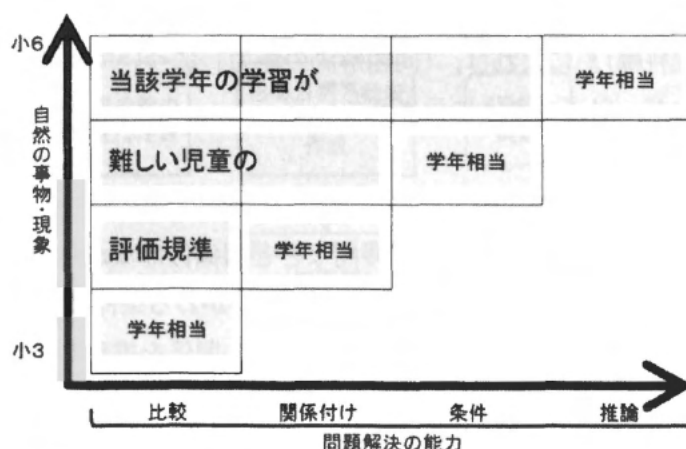 小6
当該学年の学習が
学年相当
難しい児童の
学年相当
自然の事物・現象
評価規準
学年相当
学年相当
小3
比較
関係付け
条件
推論
問題解決の能力